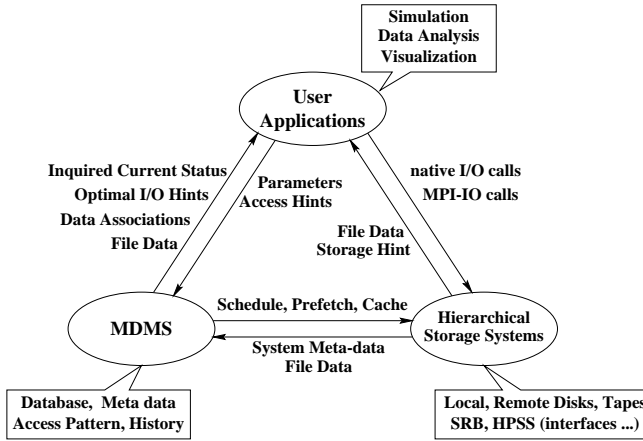 Simulation
Data Analysis
Visualization
User
Applications
Inquired Current Status
Optimal I/O Hints
Data Associations
File Data
Parameters
Access Hints
native I/O calls
MPI-IO calls
File Data
Storage Hint
MDMS
Schedule, Prefetch, Cache
System Meta-data
File Data
Hierarchical
Storage Systems
Database, Meta data
Access Pattern, History
Local, Remote Disks, Tapes
SRB, HPSS (interfaces ...)